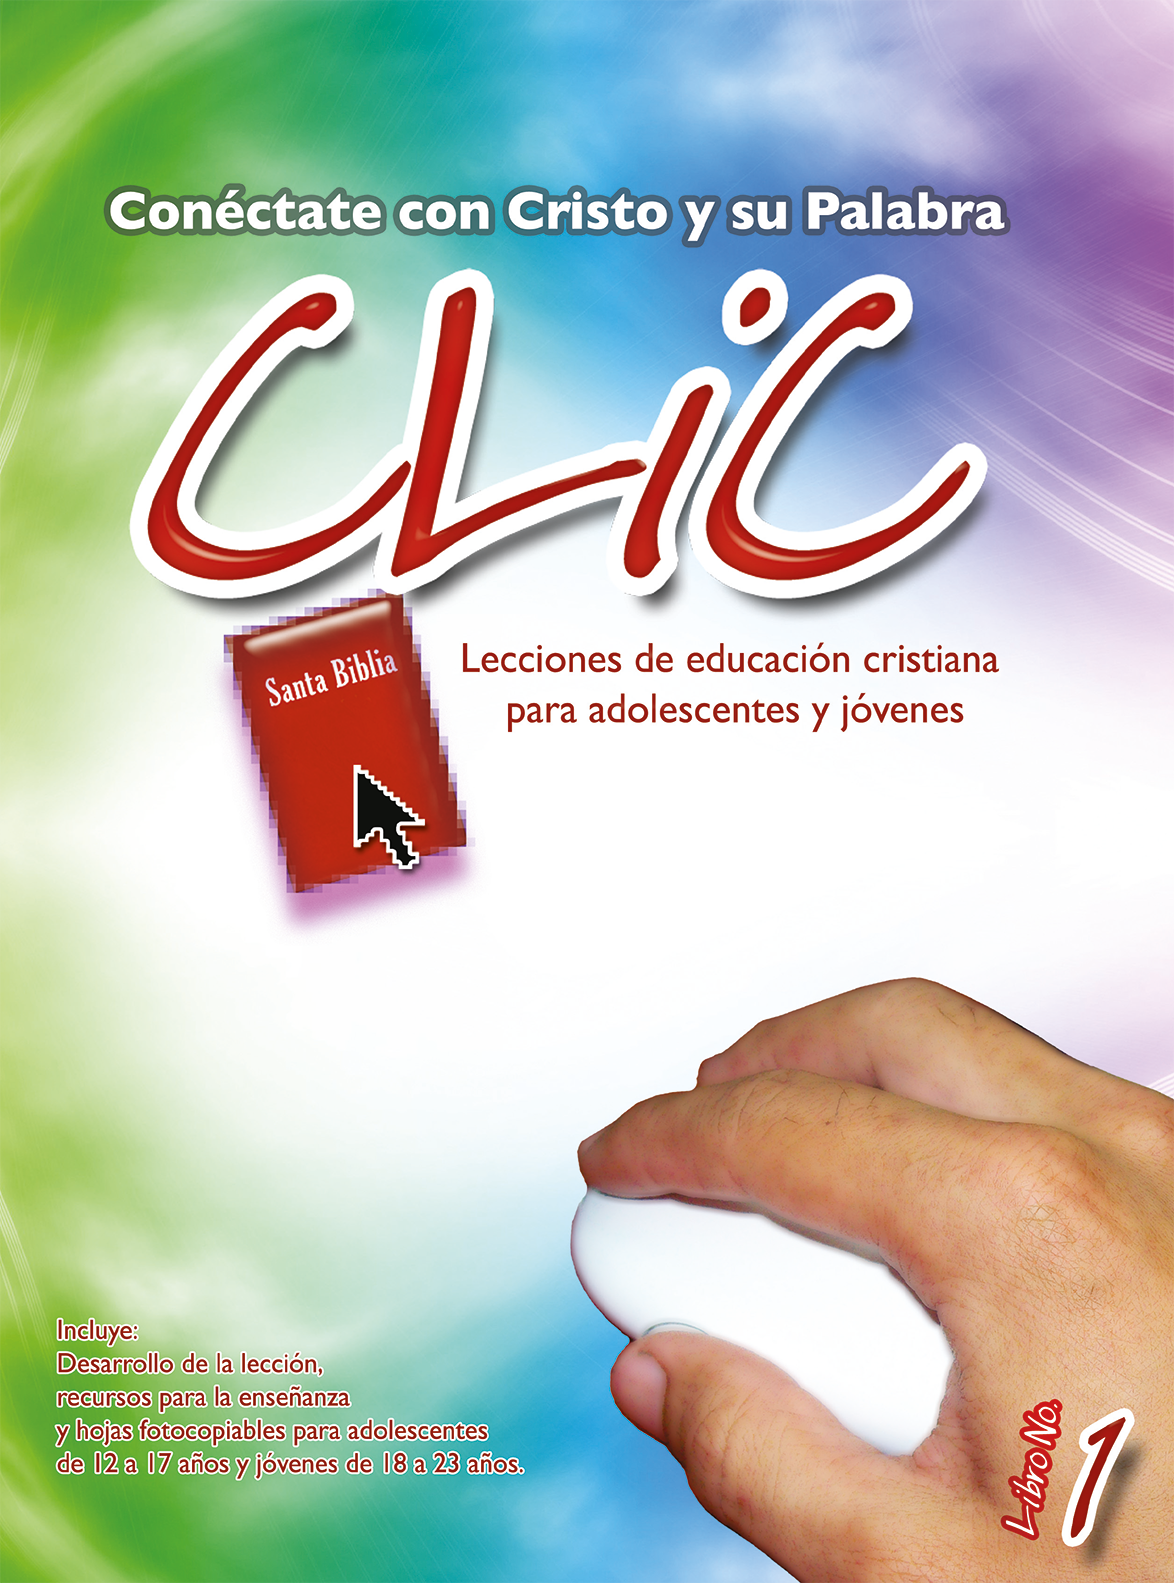 Conéctate con Cristo y su Palabra
CLiC
Santa Biblia
Lecciones de educación cristiana
para adolescentes y jóvenes
Incluye:
Desarrollo de la lección,
recursos para la enseñanza
y hojas fotocopiables para adolescentes
de 12 a 17 años y jóvenes de 18 a 23 años.
Libro No. 1